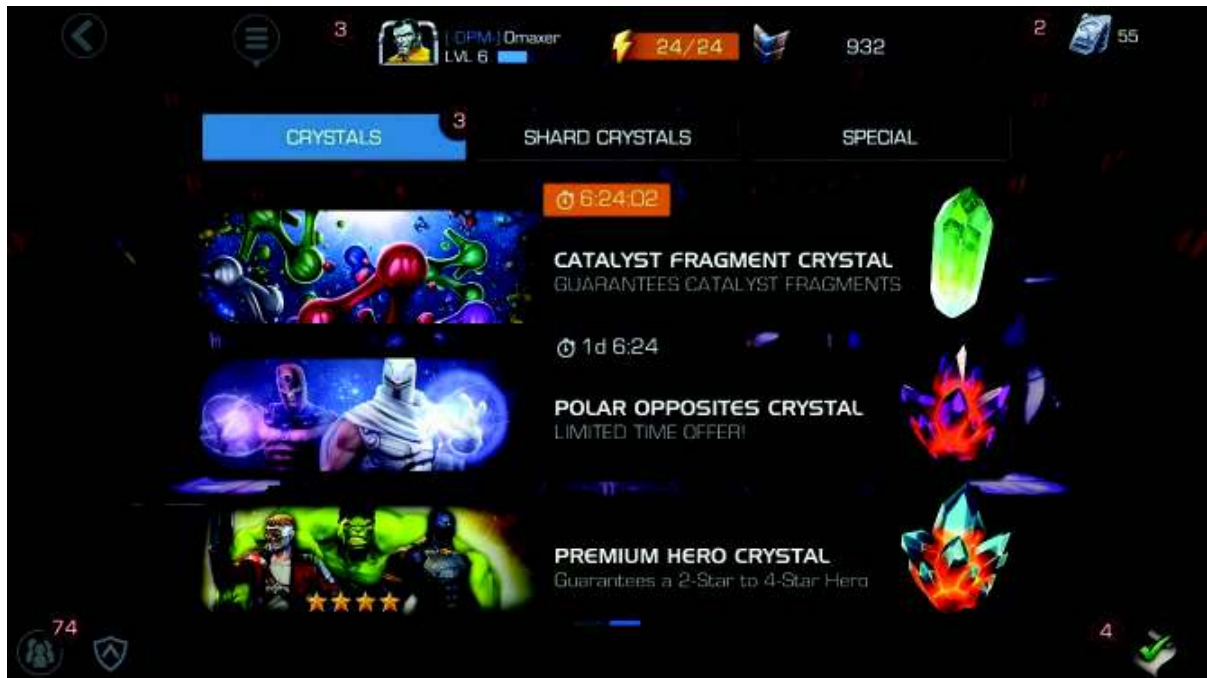 3
[-DPM-] Omaxer
LVL 6
24/24
932
2
55
CRYSTALS
3
SHARD CRYSTALS
SPECIAL
6:24:02
CATALYST FRAGMENT CRYSTAL
GUARANTEES CATALYST FRAGMENTS
1d 6:24
POLAR OPPOSITES CRYSTAL
LIMITED TIME OFFER!
PREMIUM HERO CRYSTAL
Guarantees a 2-Star to 4-Star Hero
74
4